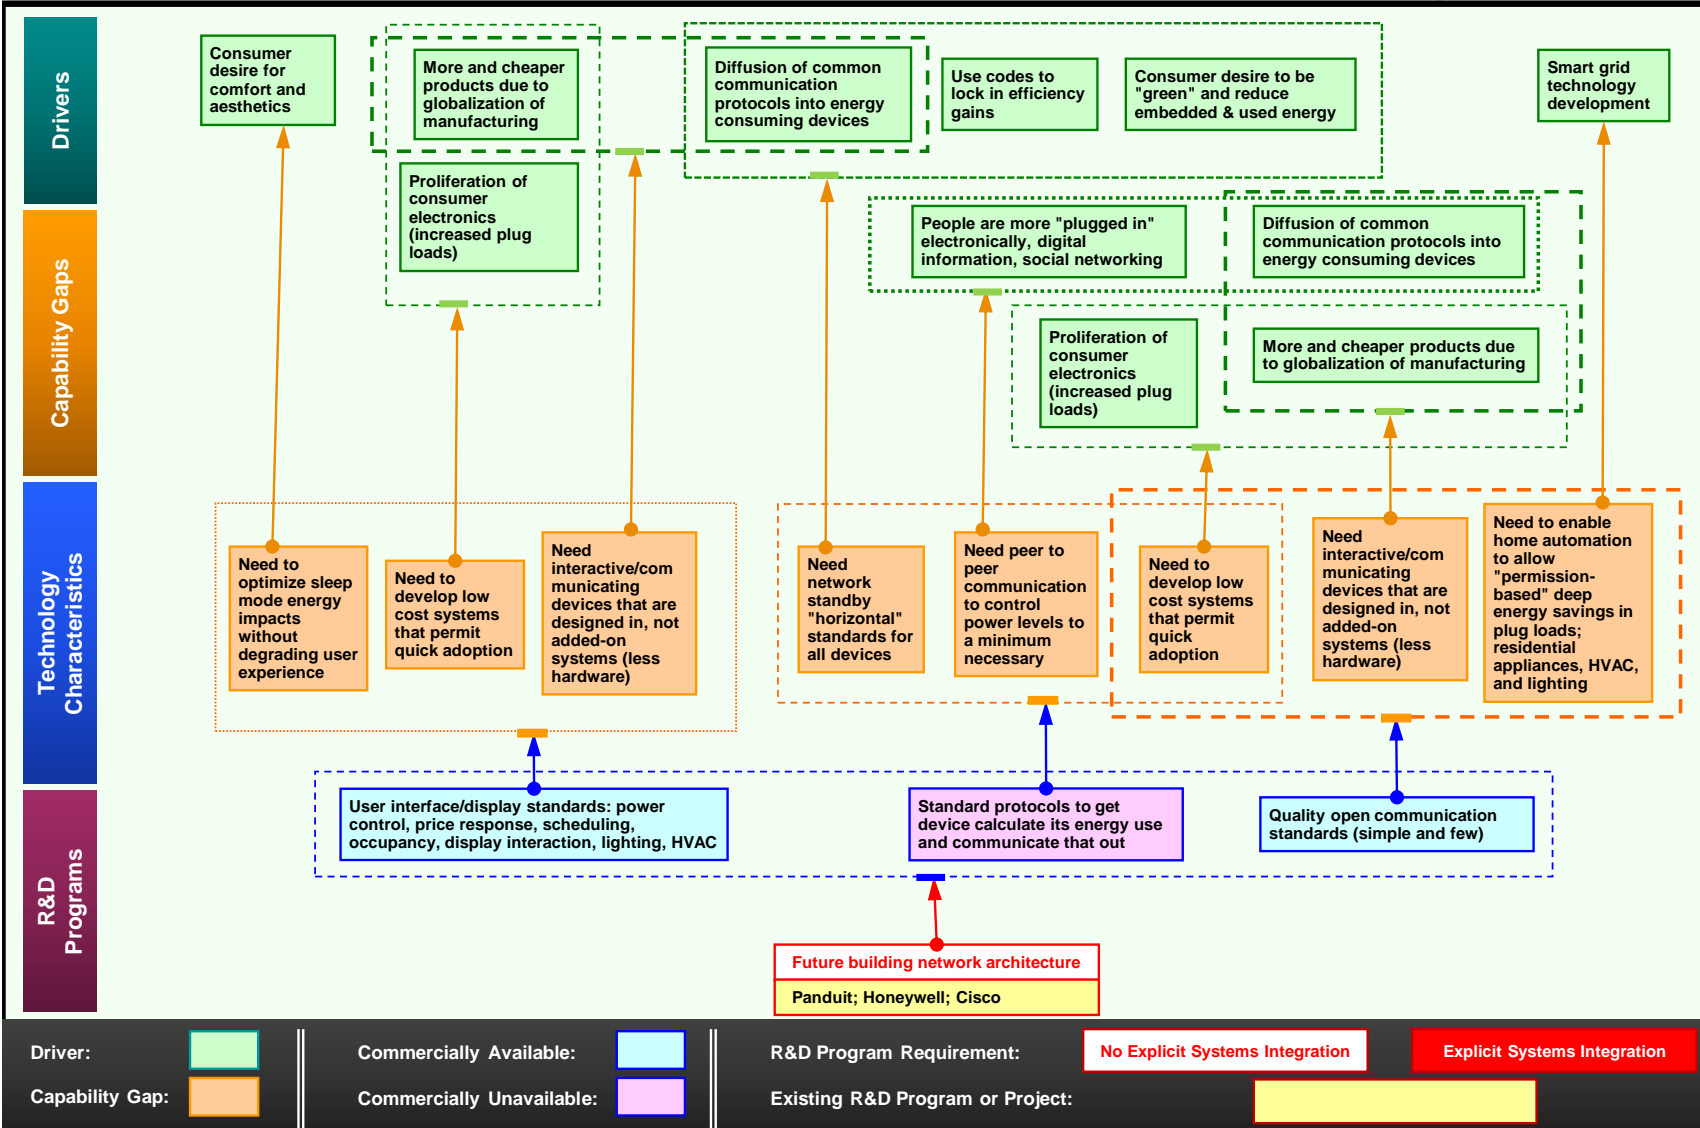 Drivers
Consumer
desire for
comfort and
aesthetics
More and cheaper
products due to
globalization of
manufacturing
Diffusion of common
communication
protocols into energy
consuming devices
Use codes to
lock in efficiency
gains
Consumer desire to be
"green" and reduce
embedded & used energy
Smart grid
technology
development
Proliferation of
consumer
electronics
(increased plug
loads)
People are more "plugged in"
electronically, digital
information, social networking
Diffusion of common
communication protocols into
energy consuming devices
Capability Gaps
Proliferation of
consumer
electronics
(increased plug
loads)
More and cheaper products due
to globalization of manufacturing
Technology
Characteristics
Need to
optimize sleep
mode energy
impacts
without
degrading user
experience
Need to
develop low
cost systems
that permit
quick adoption
Need
interactive/com
municating
devices that are
designed in, not
added-on
systems (less
hardware)
Need
network
standby
"horizontal"
standards for
all devices
Need peer to
peer
communication
to control
power levels to
a minimum
necessary
Need to
develop low
cost systems
that permit
quick
adoption
Need
interactive/com
municating
devices that are
designed in, not
added-on
systems (less
hardware)
Need to enable
home automation
to allow
"permission-
based" deep
energy savings in
plug loads;
residential
appliances, HVAC,
and lighting
R&D
Programs
User interface/display standards: power
control, price response, scheduling,
occupancy, display interaction, lighting, HVAC
Standard protocols to get
device calculate its energy use
and communicate that out
Quality open communication
standards (simple and few)
Future building network architecture
Panduit; Honeywell; Cisco
Driver:
Capability Gap:
Commercially Available:
Commercially Unavailable:
R&D Program Requirement:
No Explicit Systems Integration
Explicit Systems Integration
Existing R&D Program or Project: